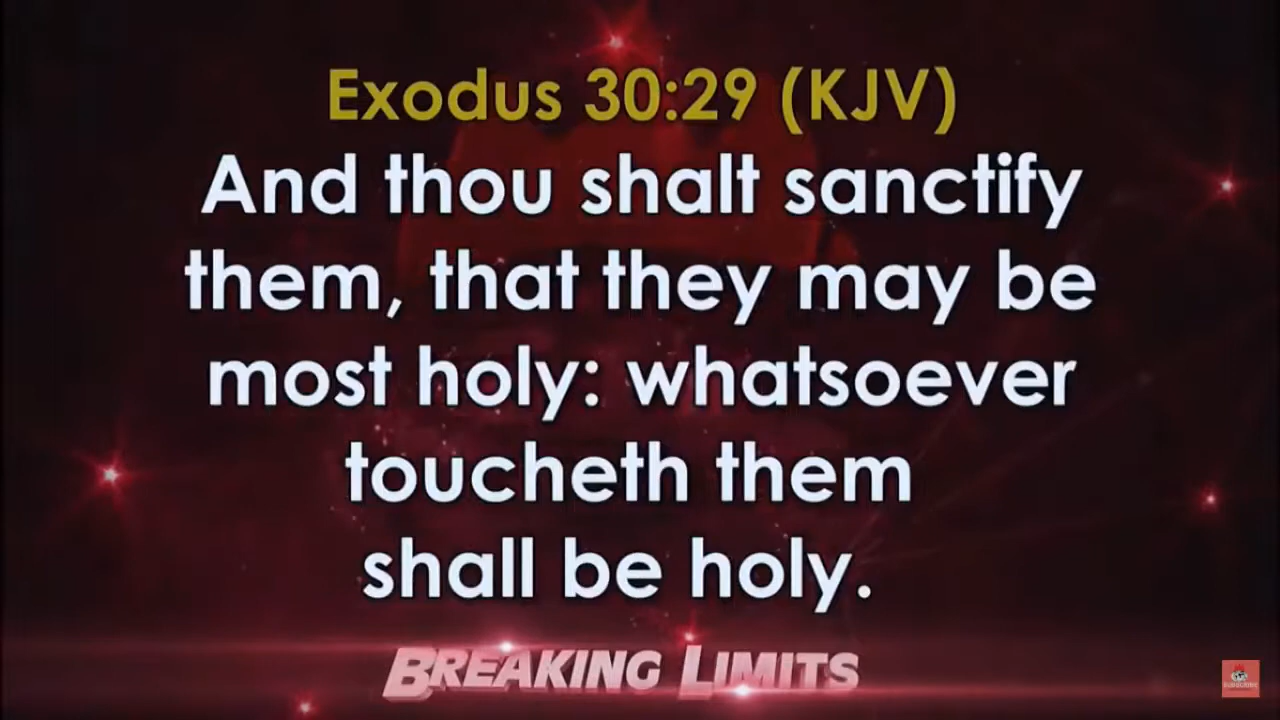 Exodus 30:29 (KJV)
And thou shalt sanctify
them, that they may be
most holy: whatsoever
toucheth them
shall be holy.
BREAKING LIMITS